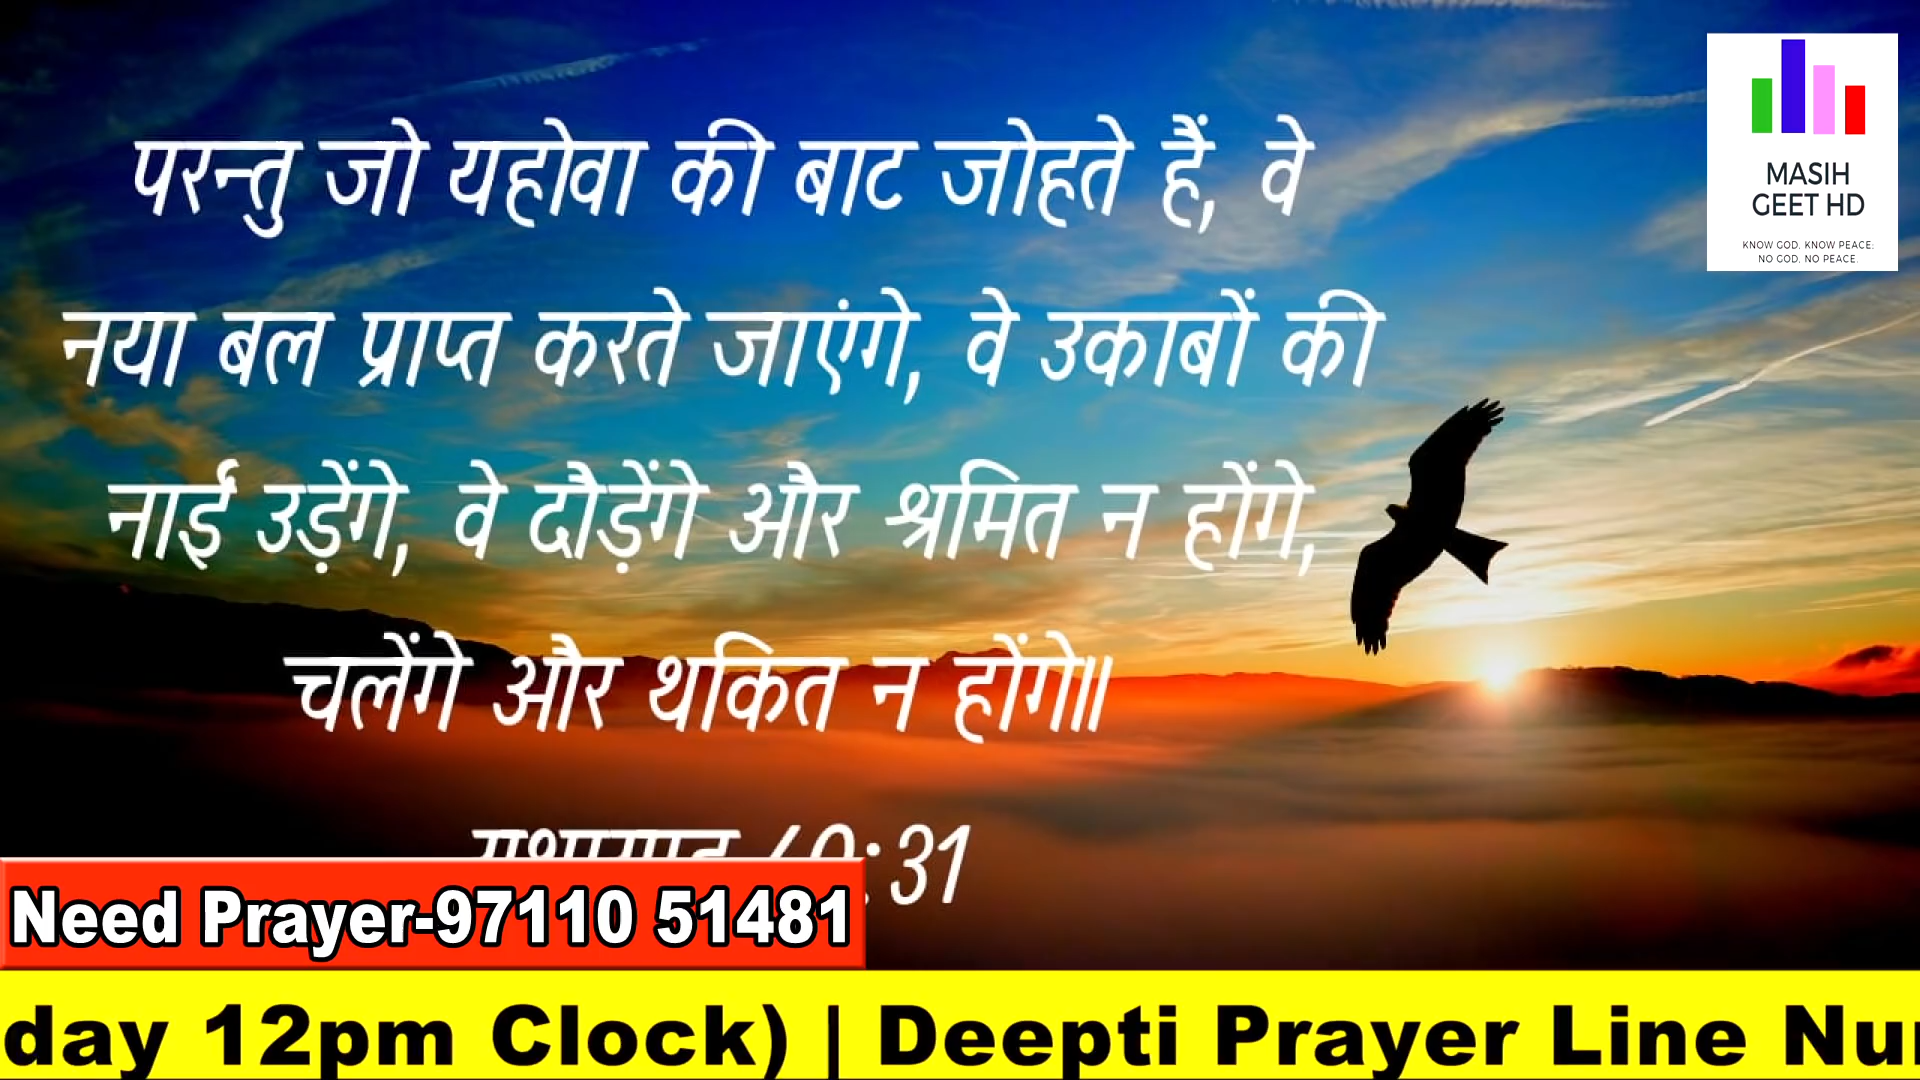 परन्तु जो यहोवा की बाट जोहते हैं, वे
नया बल प्राप्त करते जाएंगे, वे उकाबों की
नाईं उड़ेंगे, वे दौड़ेंगे और श्रमित न होंगे,
चलेंगे और थकित न होंगे॥
:31
MASIH
GEET HD
KNOW GOD, KNOW PEACE;
NO GOD, NO PEACE.
Need Prayer-97110 51481
day 12pm Clock) | Deepti Prayer Line